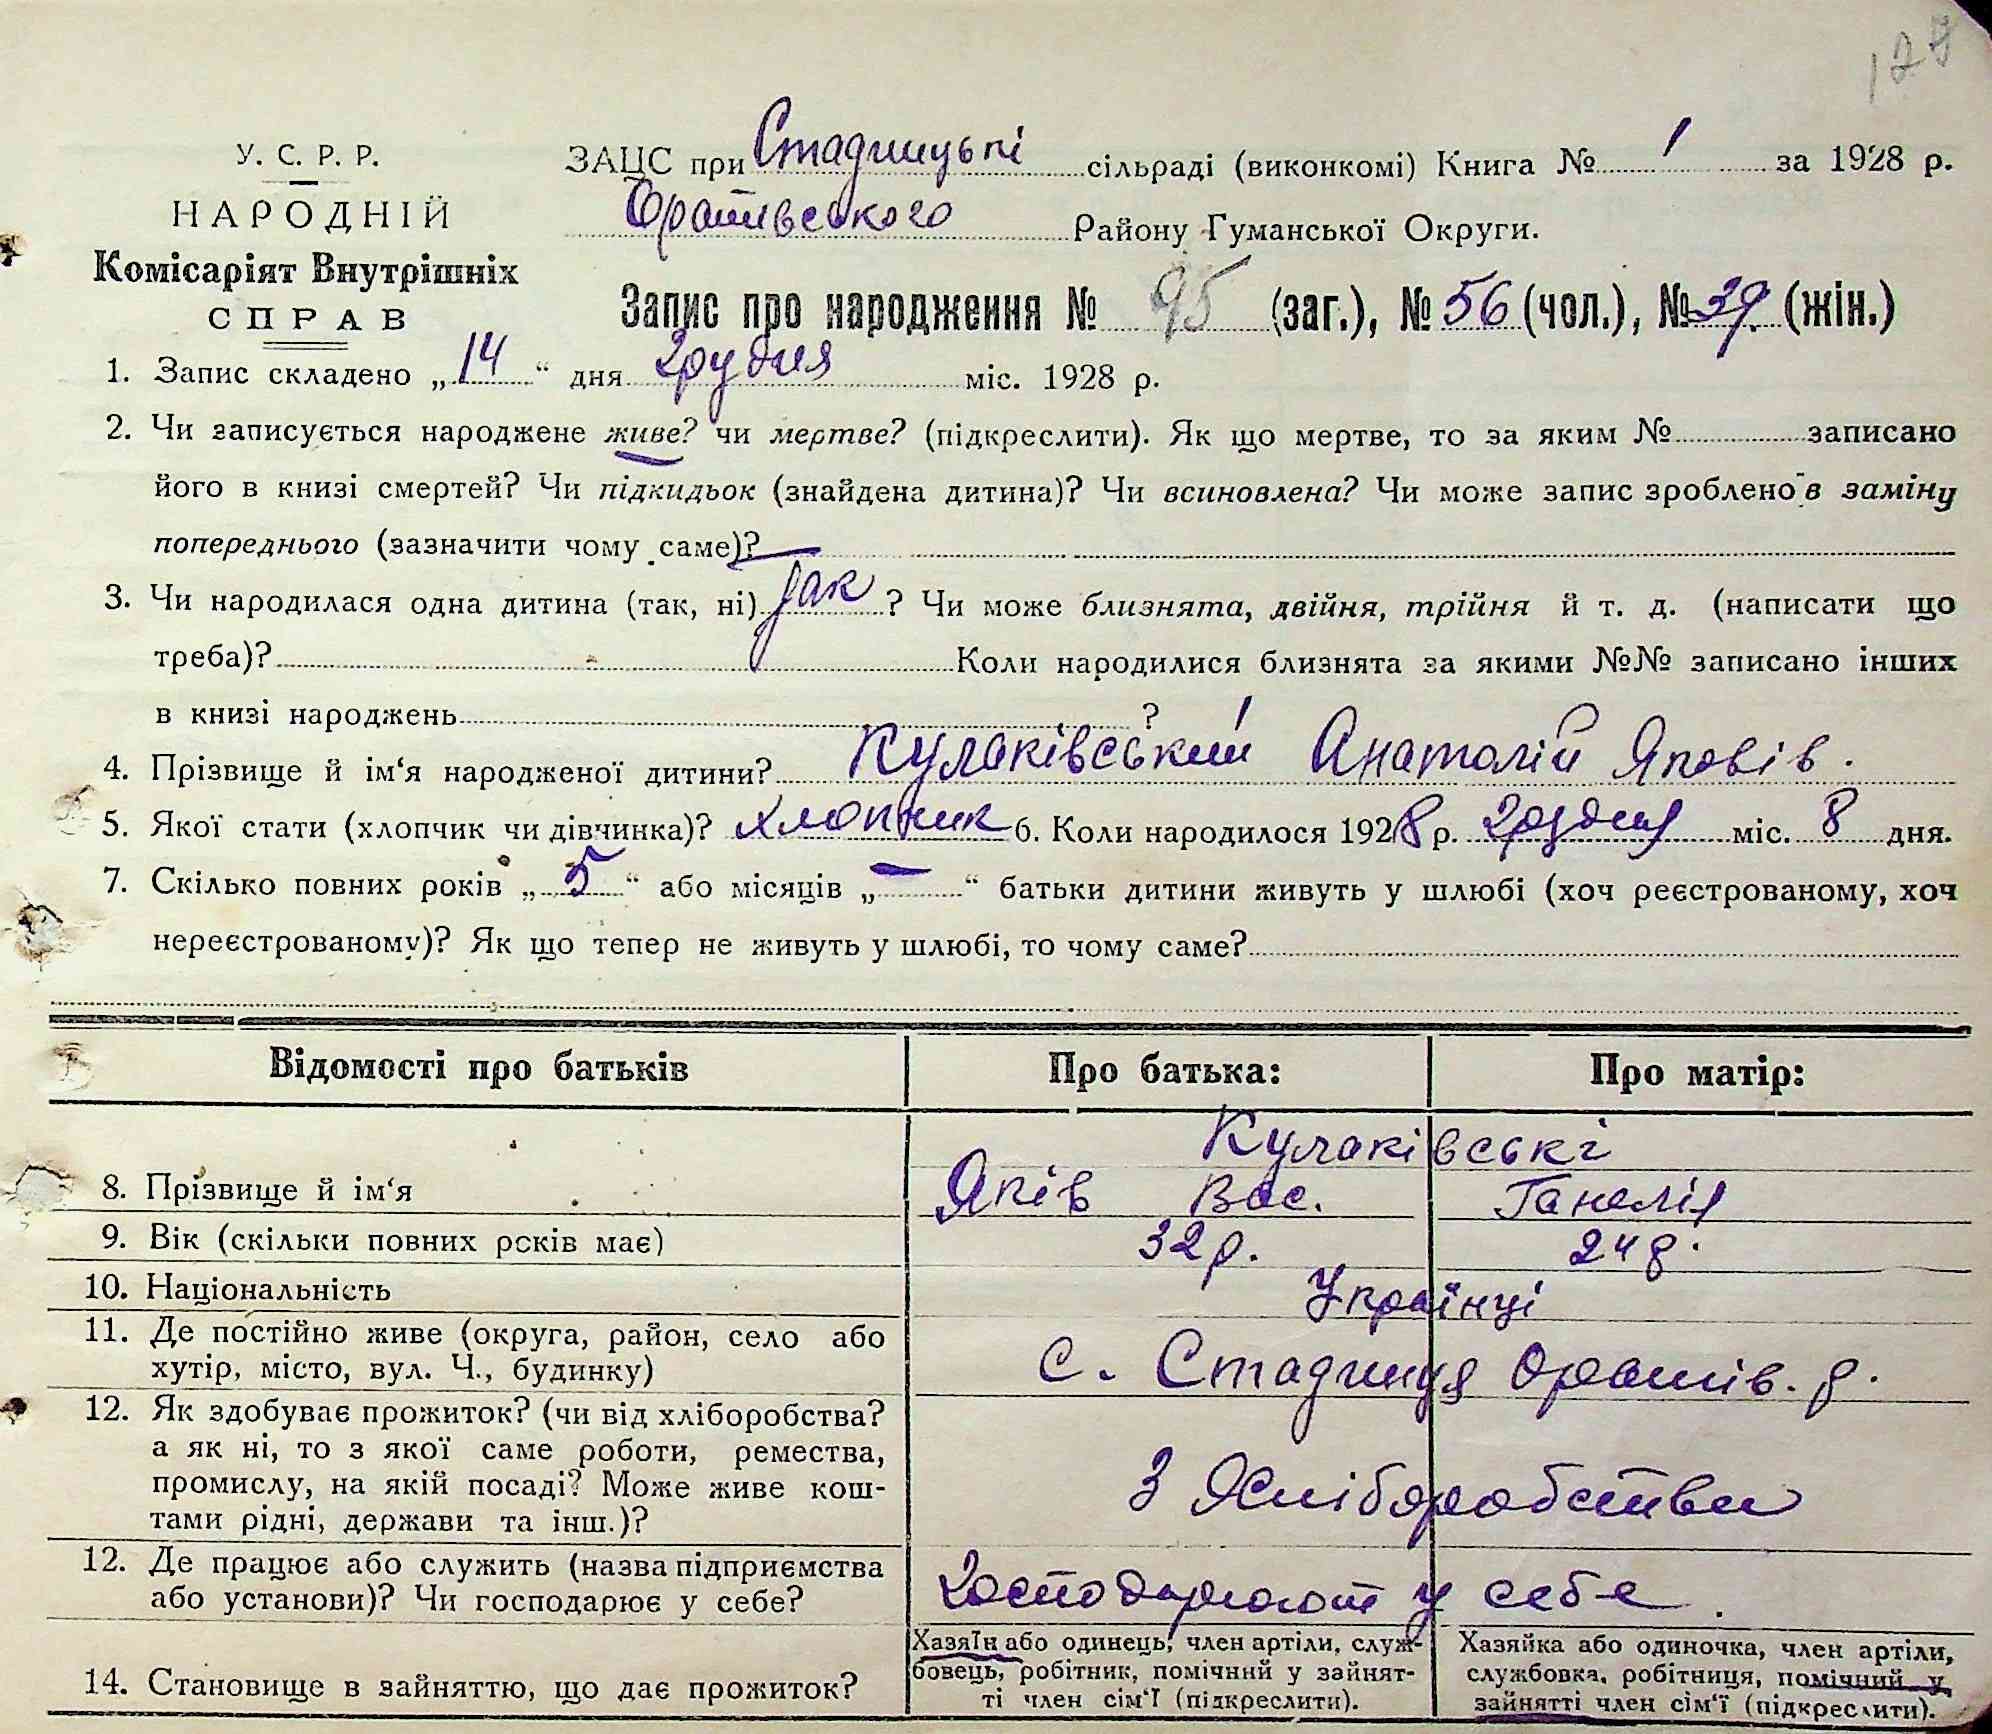 127
У. С. Р. Р.
НАРОДНІЙ
Комісаріят Внутрішніх
СПРАВ
ЗАЦС при Стадницькі сільраді (виконкомі) Книга № 1 за 1928 р.
Оратівського Району Гуманської Округи.
Запис про народження № 95 (заг.), № 56 (чол.), № 39. (жін.)
1. Запис складено „ 14 “ дня грудня міс. 1928 р.
2. Чи записується народжене живе? чи мертве? (підкреслити). Як що мертве, то за яким № записано
його в книзі смертей? Чи підкидьок (знайдена дитина)? Чи всиновлена? Чи може запис зроблено в заміну
попереднього (зазначити чому саме)? —
3. Чи народилася одна дитина (так, ні) так ? Чи може близнята, двійня, трійня й т. д. (написати що
треба)? Коли народилися близнята за якими №№ записано інших
в книзі народжень ?
4. Прізвище й ім‘я народженої дитини? Кулаківський Анатолій Яковів.
5. Якої стати (хлопчик чи дівчинка)? хлопчик 6. Коли народилося 1928 р. грудня міс. 8 дня.
7. Скілько повних років „ 5 “ або місяців „ — “ батьки дитини живуть у шлюбі (хоч реєстрованому, хоч
нереєстрованому)? Як що тепер не живуть у шлюбі, то чому саме?
Відомості про батьків Про батька: Про матір:
Кулаківські
8. Прізвище й ім‘я Яків Вас. Ганелія
9. Вік (скільки повних років має) 32 р. 24 р.
10. Національність Українці
11. Де постійно живе (округа, район, село або
хутір, місто, вул. Ч., будинку) с. Стадниця Оратів. р.
12. Як здобуває прожиток? (чи від хліборобства?
а як ні, то з якої саме роботи, ремества,
промислу, на якій посаді? Може живе кош-
тами рідні, держави та інш.)? З Хліборобства
12. Де працює або служить (назва підприємства
або установи)? Чи господарює у себе? господарюют у себе.
14. Становище в зайняттю, що дає прожиток?
Хазяїн або одинець, член артіли, служ-
бовець, робітник, помічний у зайнят-
ті член сім‘ї (підкреслити).
Хазяйка або одиночка, член артіли,
службовка, робітниця, помічний у
зайнятті член сім‘ї (підкреслити).